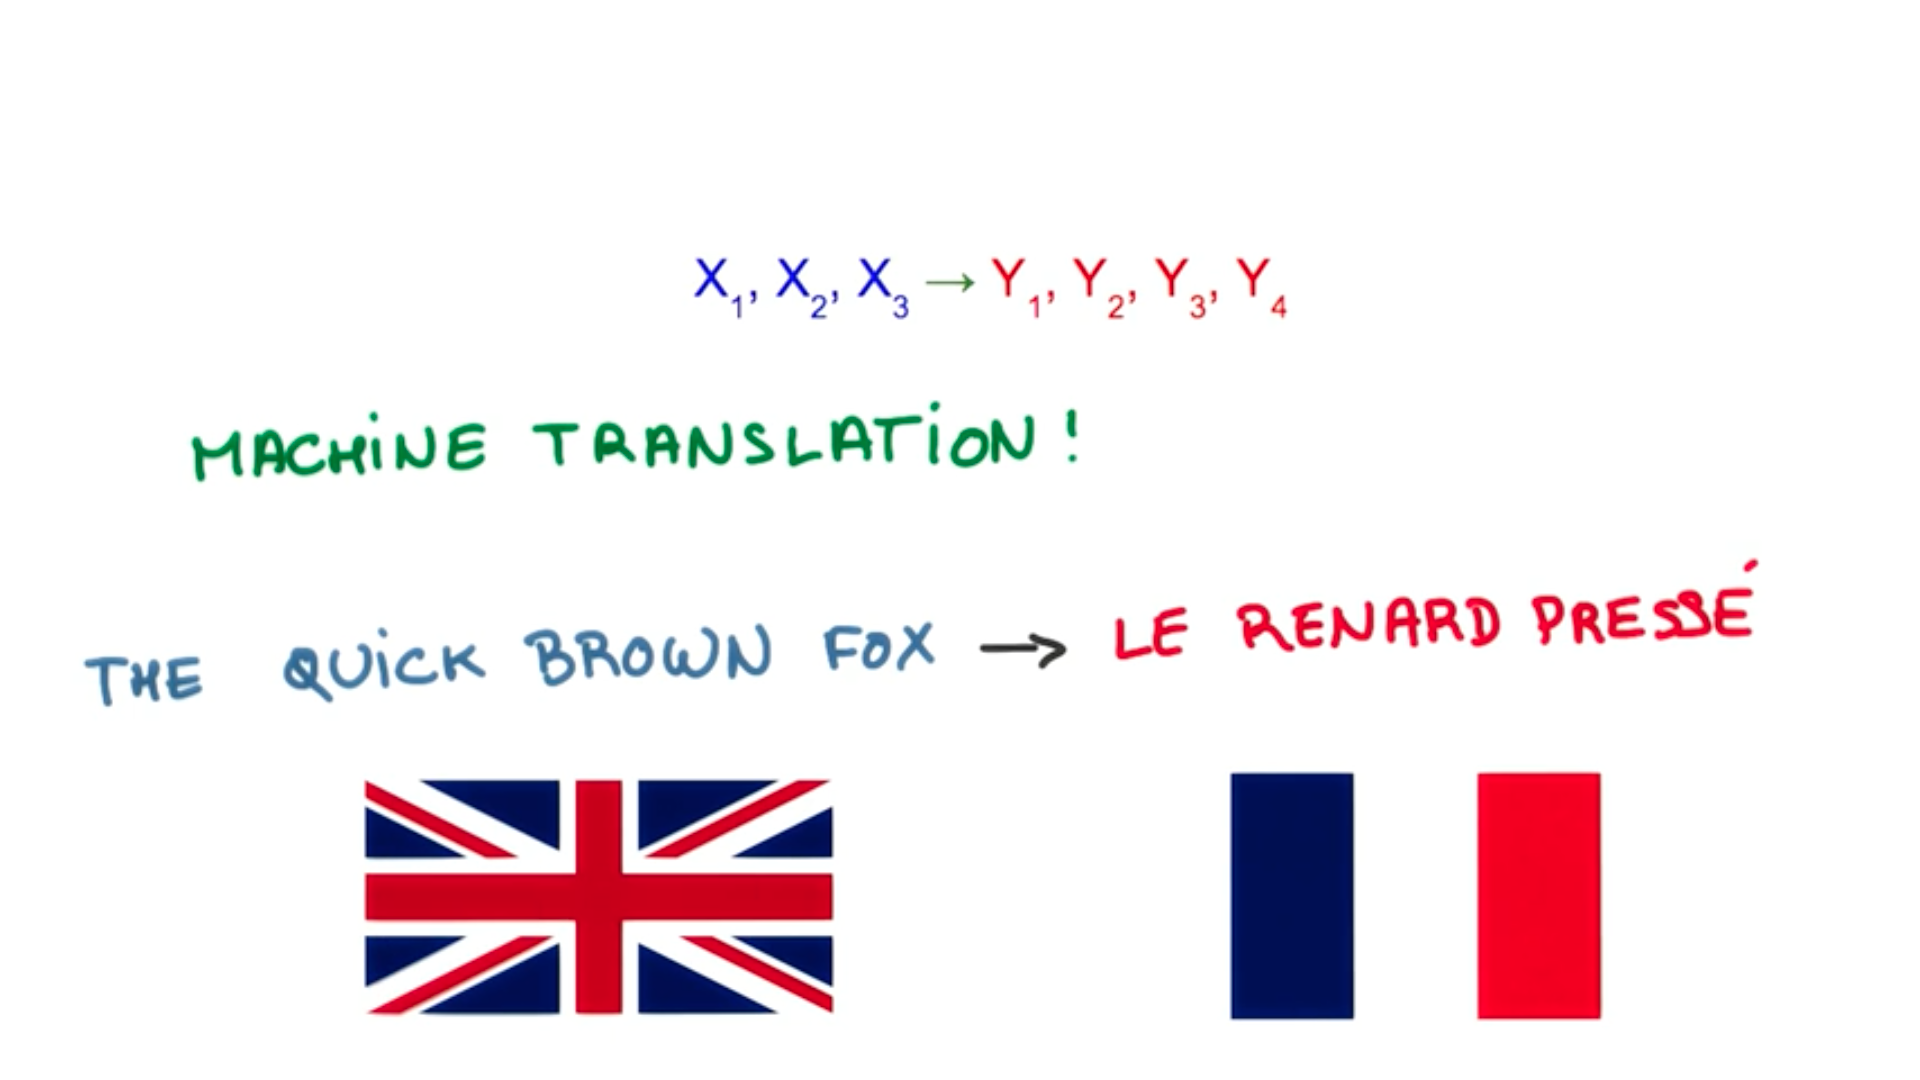 X1, X2, X3 → Y1, Y2, Y3, Y4
MACHINE TRANSLATION!
THE QUICK BROWN FOX → LE RENARD PRESSÉ